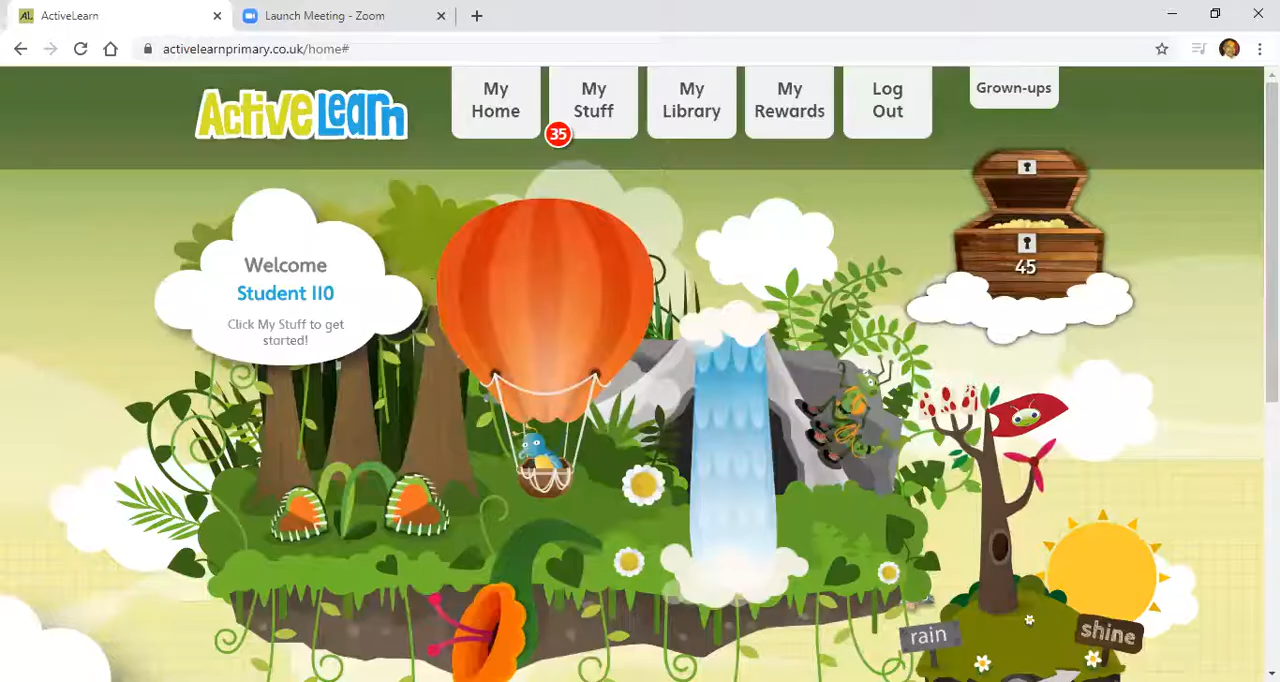 ActiveLearn
Launch Meeting - Zoom
activelearnprimary.co.uk/home#
ActiveLearn
My Home
My Stuff
35
My Library
My Rewards
Log Out
Grown-ups
45
Welcome
Student II0
Click My Stuff to get
started!
rain
shine